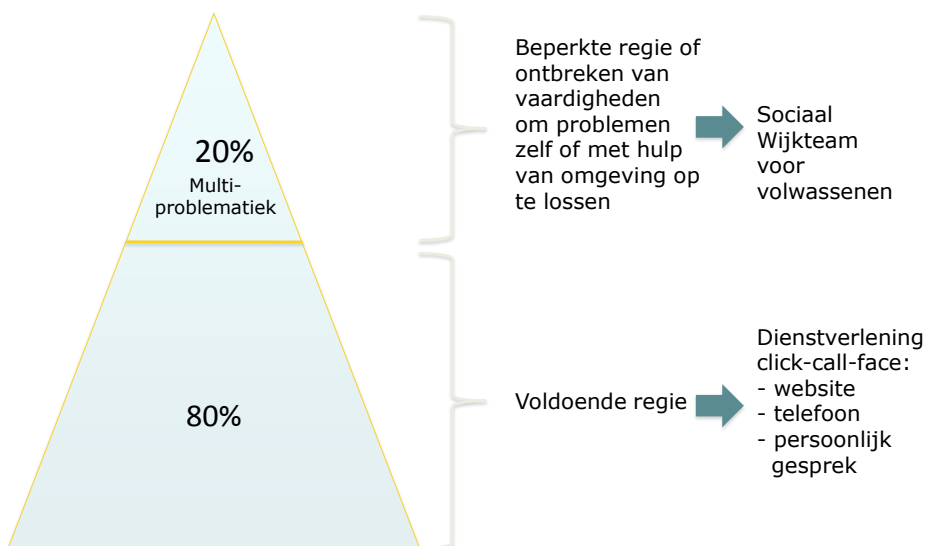 20%
Multi-
problematiek
Beperkte regie of
ontbreken van
vaardigheden
om problemen
zelf of met hulp
van omgeving op
te lossen
Sociaal
Wijkteam
voor
volwassenen
80%
Voldoende regie
Dienstverlening
click-call-face:
- website
- telefoon
- persoonlijk
gesprek